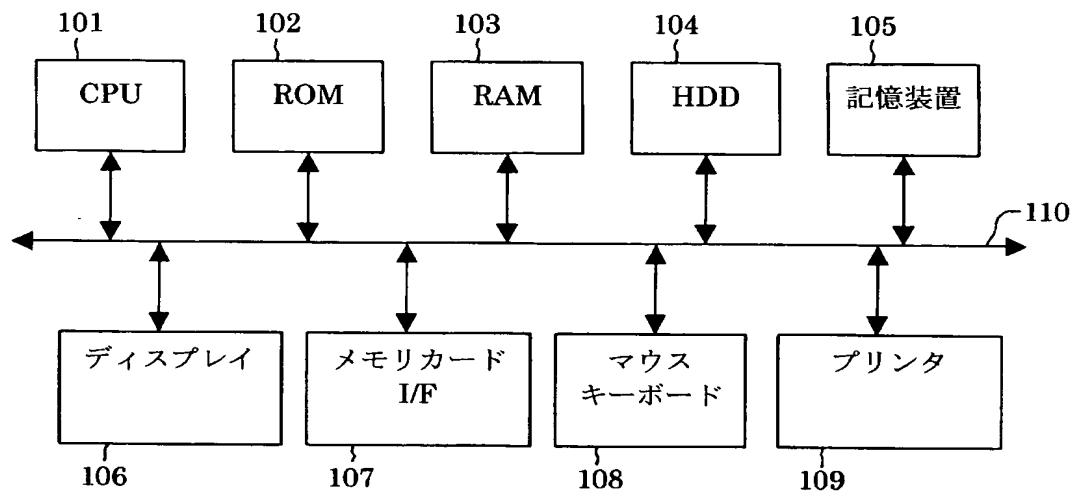 101
102
103
104
105
CPU
ROM
RAM
HDD
記憶装置
110
ディスプレイ
メモリカード
I/F
マウス
キーボード
プリンタ
106
107
108
109